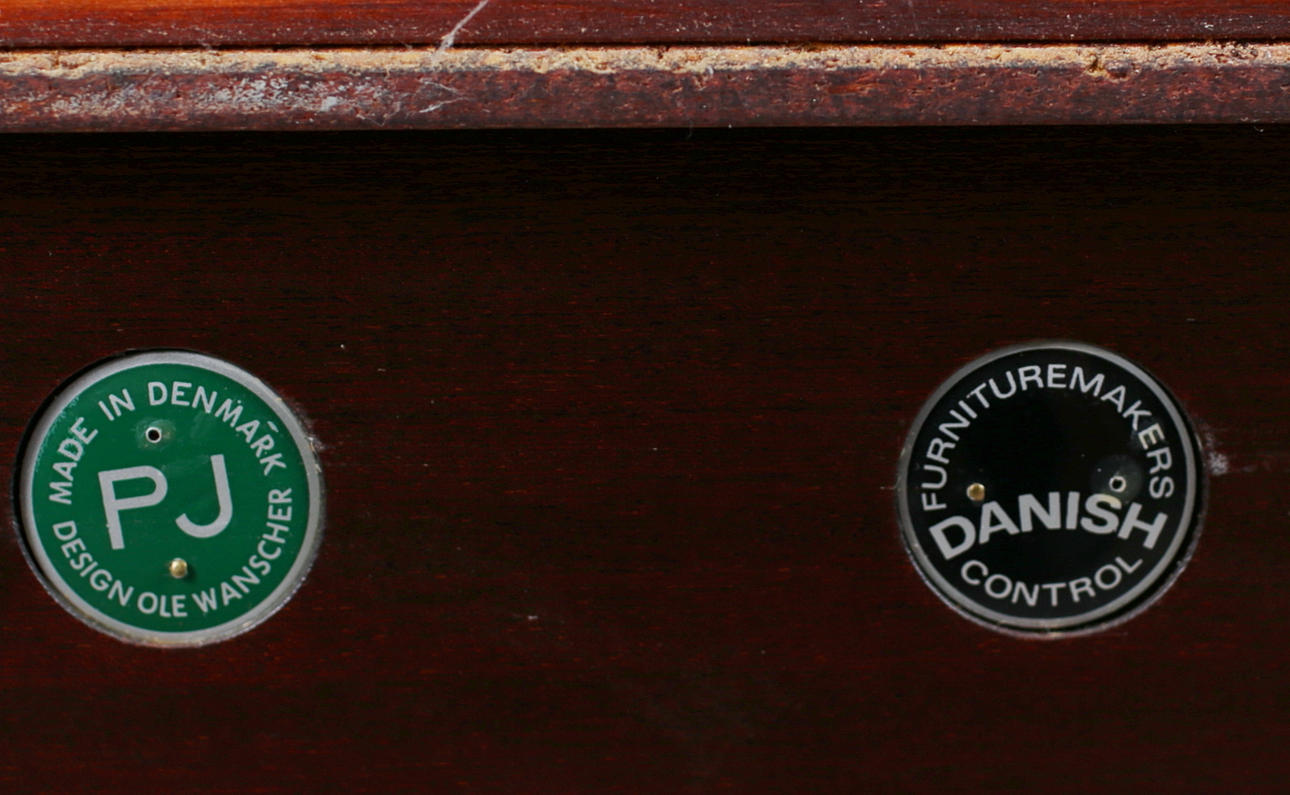 MADE IN DENMARK
PJ
DESIGN OLE WANSCHER
FURNITUREMAKERS
DANISH
CONTROL